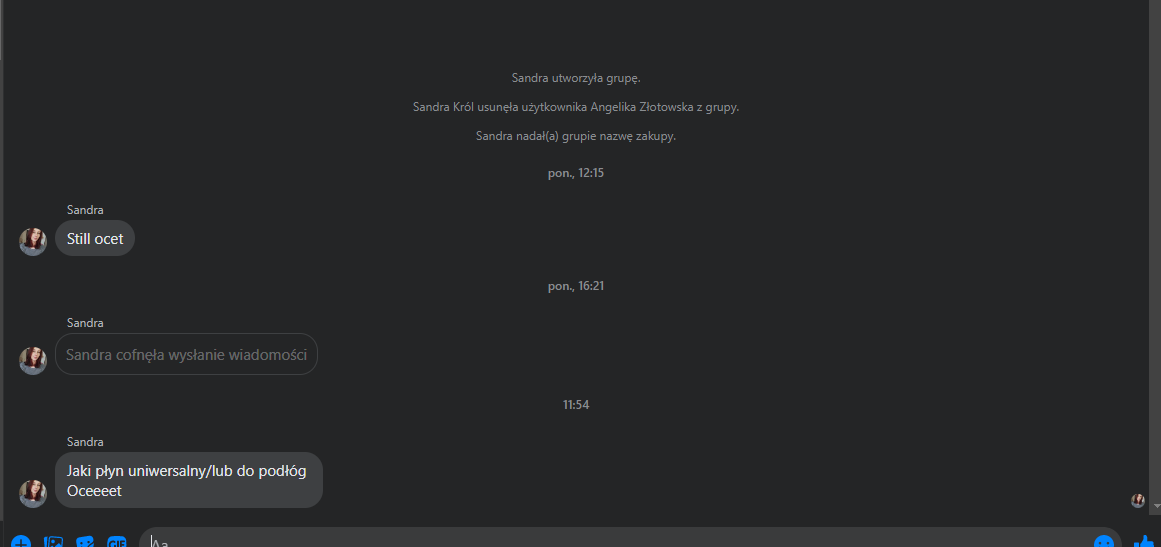 Sandra utworzyła grupę.
Sandra Król usunęła użytkownika Angelika Złotowska z grupy.
Sandra nadał(a) grupie nazwę zakupy.
pon., 12:15
Sandra
Still ocet
pon., 16:21
Sandra
Sandra cofnęła wysłanie wiadomości
11:54
Sandra
Jaki płyn uniwersalny/lub do podłóg
Oceeeet
GIF
Aa